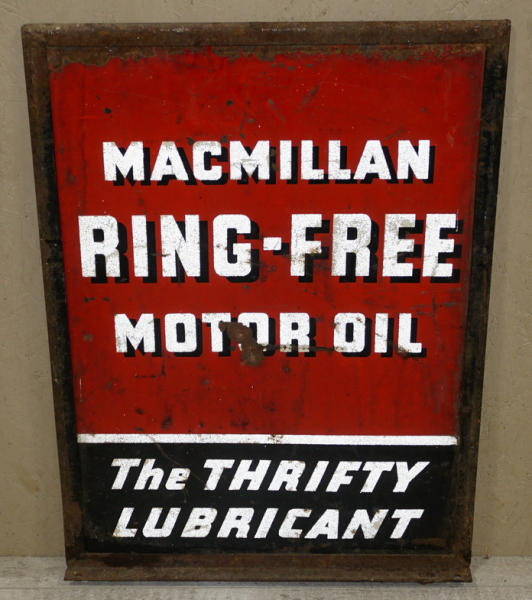 MACMILLAN
RING-FREE
MOTOR OIL
The THRIFTY
LUBRICANT